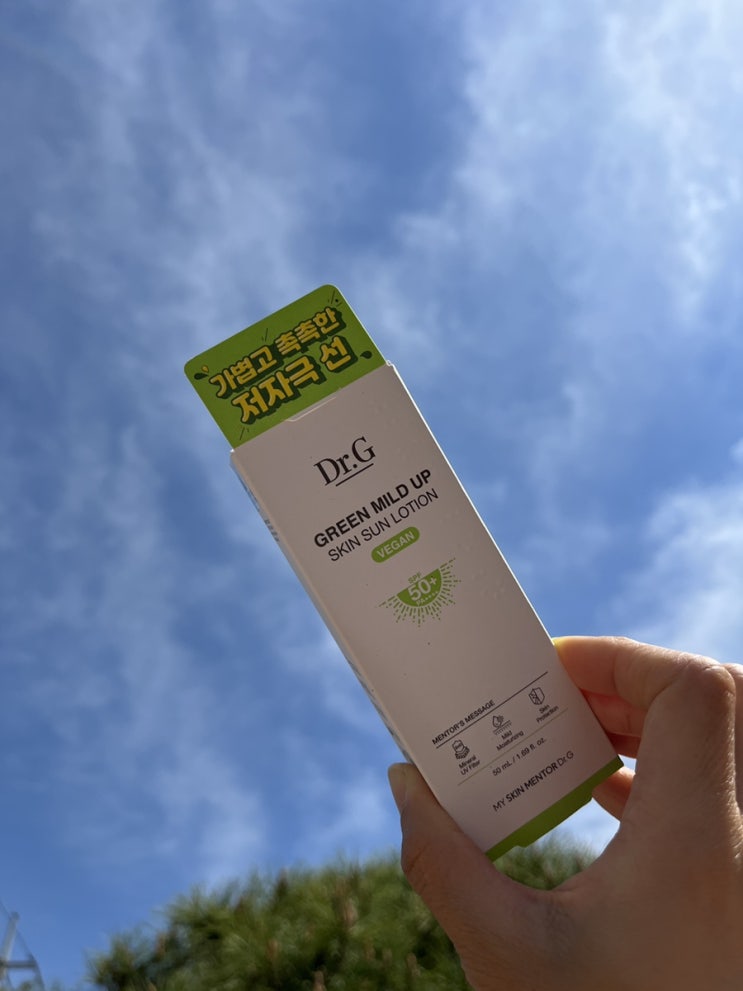 가볍고 촉촉한
저자극 선
Dr.G
GREEN MILD UP
SKIN SUN LOTION
VEGAN
SPF
50+
PA++++
MENTOR'S MESSAGE
Mineral
UV Filter
Mild
Moisturizing
Skin
Protection
50 mL / 1.69 fl. oz.
MY SKIN MENTOR Dr.G